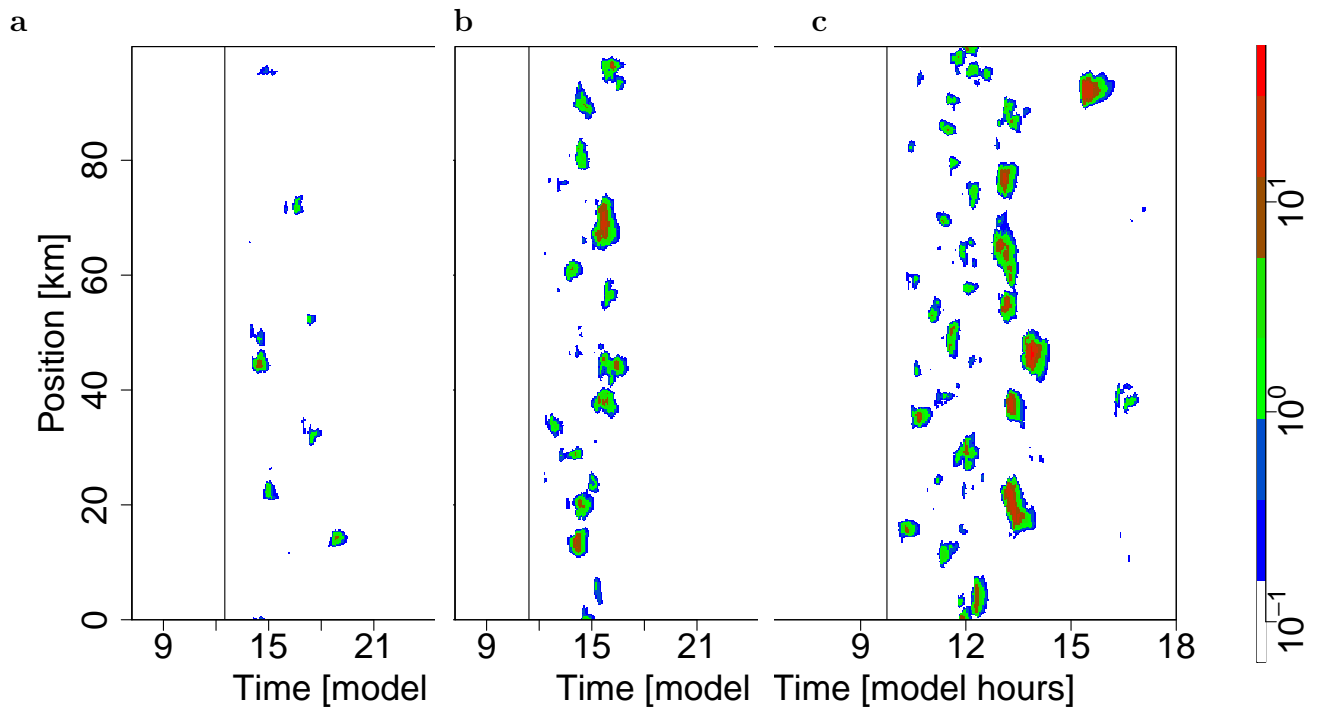 a b c
80
60
40
20
0
Position [km]
9 15 21 9 15 21 9 12 15 18
Time [model Time [model Time [model hours]
10^1
10^0
10^−1